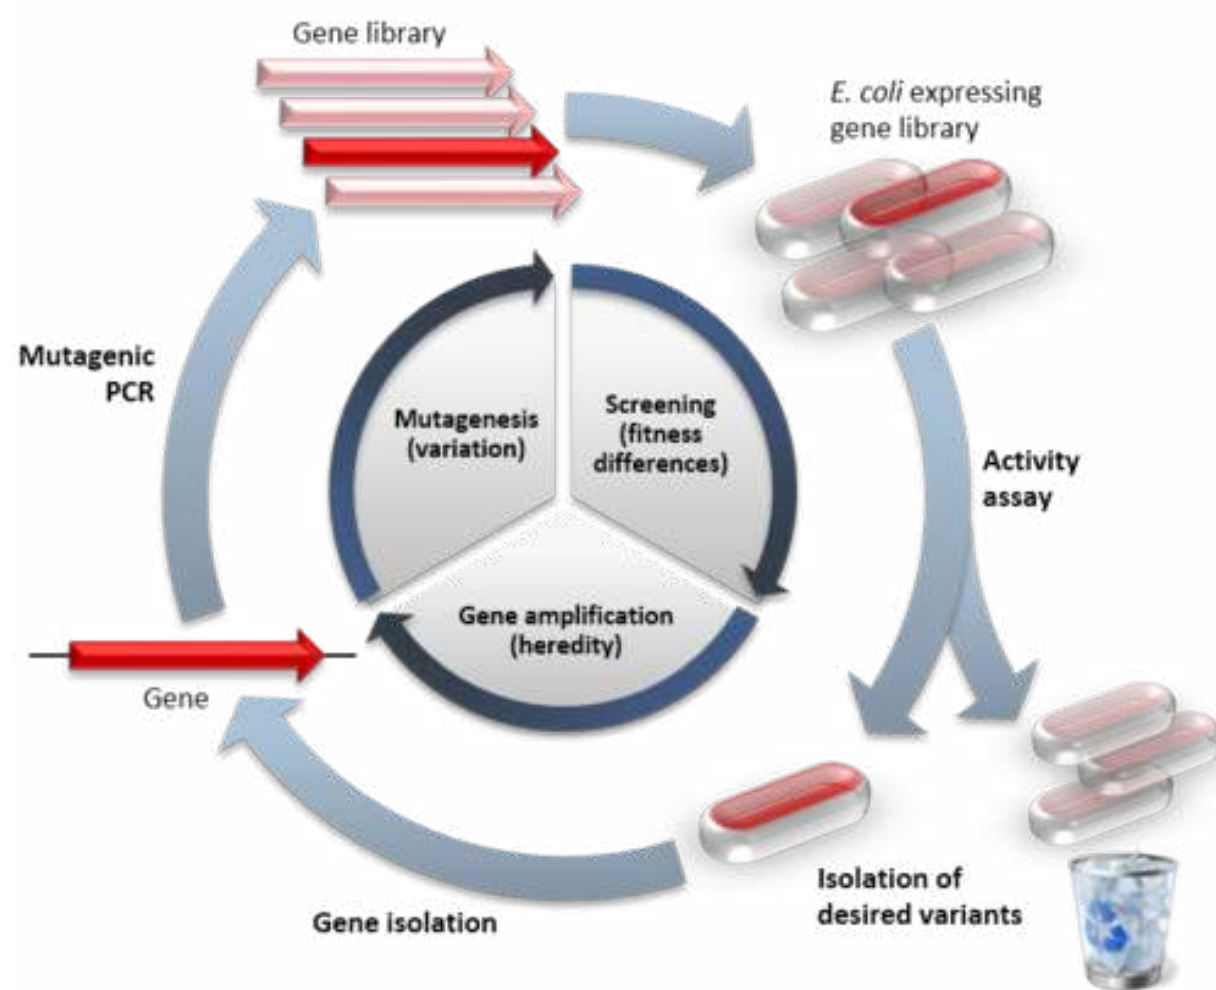 Gene library
E. coli expressing
gene library
Mutagenic
PCR
Mutagenesis
(variation)
Screening
(fitness
differences)
Activity
assay
Gene amplification
(heredity)
Gene
Isolation of
desired variants
Gene isolation